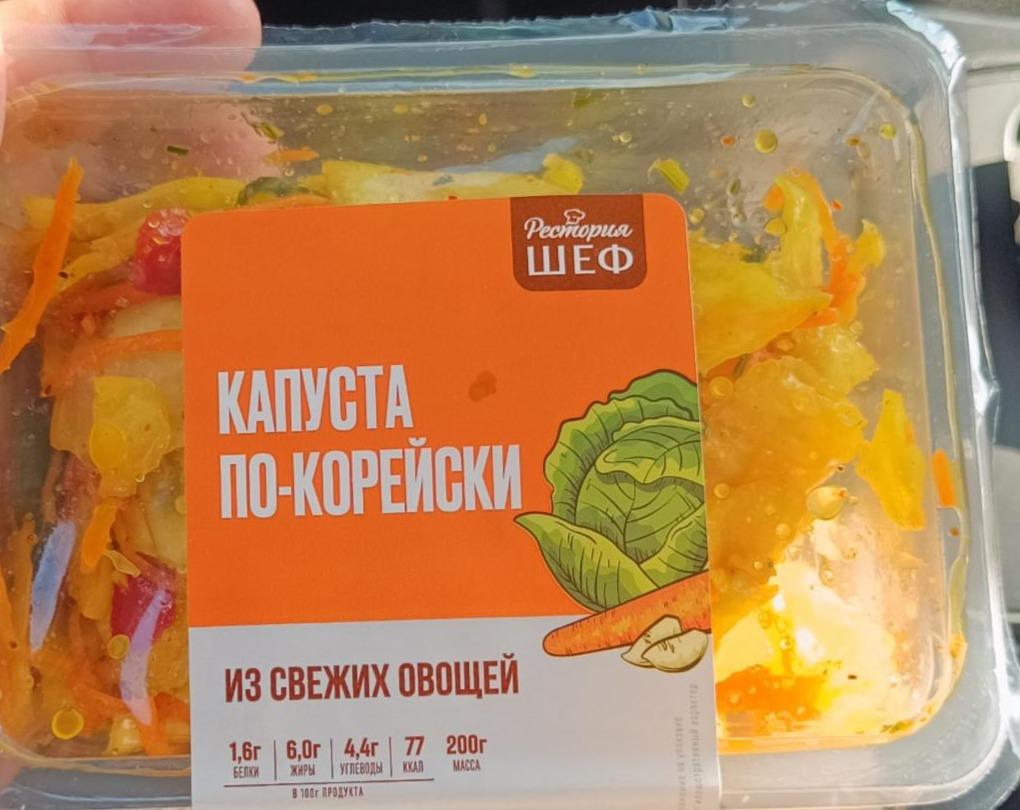 Рестория
ШЕФ
КАПУСТА
ПО-КОРЕЙСКИ
ИЗ СВЕЖИХ ОВОЩЕЙ
1,6г 6,0г 4,4г 77 200г
БЕЛКИ ЖИРЫ УГЛЕВОДЫ ККАЛ МАССА
В 100г ПРОДУКТА